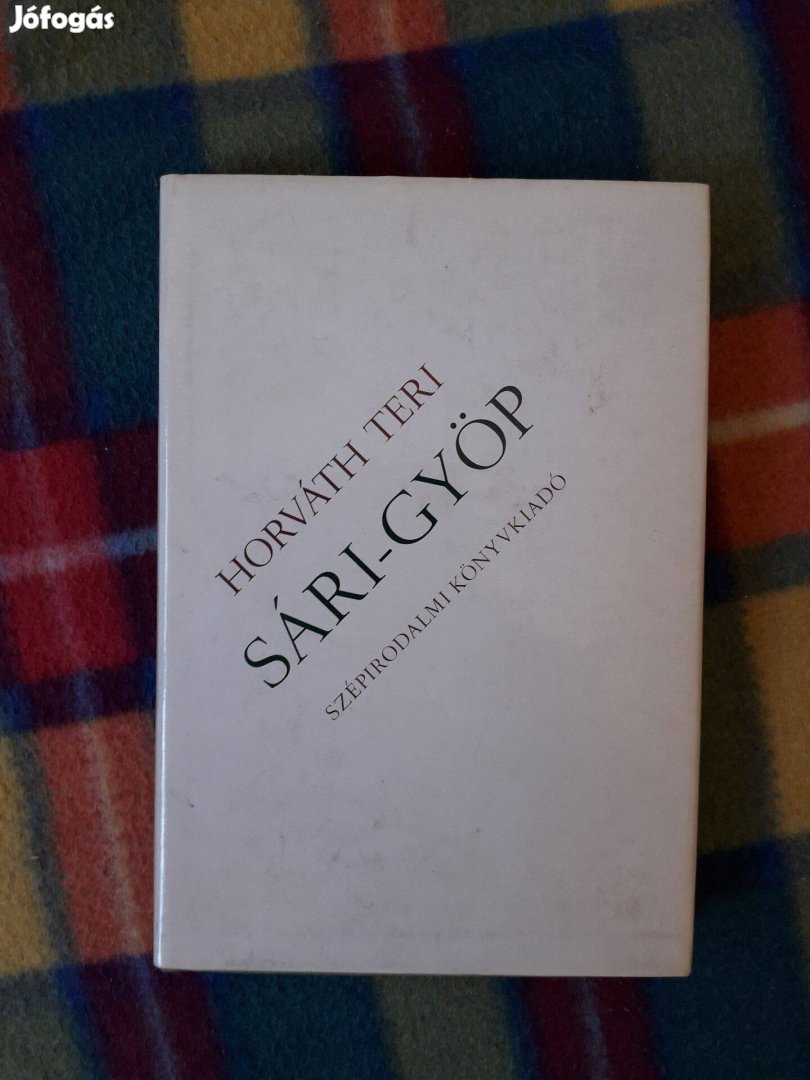 Jófogás
HORVÁTH TERI
SÁRI-GYÖP
SZÉPIRODALMI KÖNYVKIADÓ